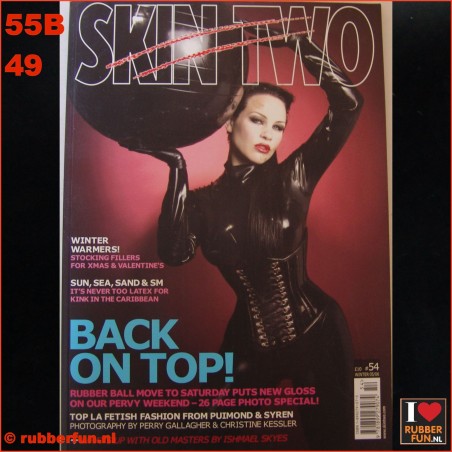 55B
49
SKIN TWO
WINTER
WARMERS!
STOCKING FILLERS
FOR XMAS & VALENTINE'S
SUN, SEA, SAND & SM
IT'S NEVER TOO LATEX FOR
KINK IN THE CARIBBEAN
BACK
ON TOP!
#54
RUBBER BALL MOVE TO SATURDAY PUTS NEW GLOSS
ON OUR PERVY WEEKEND – 26 PAGE PHOTO SPECIAL!
TOP LA FETISH FASHION FROM PUIMOND & SYREN
PHOTOGRAPHY BY PERRY GALLAGHER & CHRISTINE KESSLER
UP WITH OLD MASTERS BY ISHMAEL SKYES
I
RUBBER
FUN.NL
© rubberfun.nl